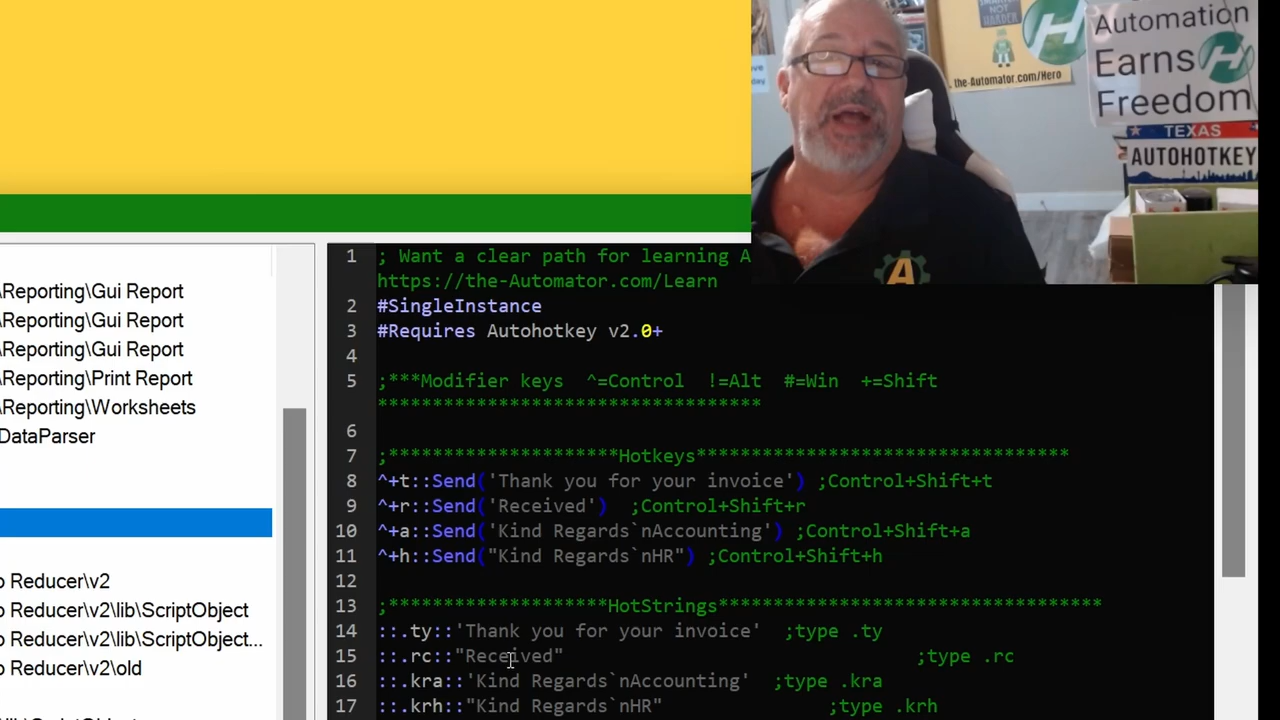 SMART
NOT
HARDER
the-Automator.com/Hero
Automation
Earns
Freedom
TEXAS
AUTOHOTKEY
A
\Reporting\Gui Report
\Reporting\Gui Report
\Reporting\Gui Report
\Reporting\Print Report
\Reporting\Worksheets
DataParser
o Reducer\v2
o Reducer\v2\lib\ScriptObject
o Reducer\v2\lib\ScriptObject...
o Reducer\v2\old
1 ; Want a clear path for learning A
https://the-Automator.com/Learn
2 #SingleInstance
3 #Requires Autohotkey v2.0+
4
5 ;***Modifier keys ^=Control !=Alt #=Win +=Shift
***********************************
6
7 ;*********************Hotkeys**********************************
8 ^+t::Send('Thank you for your invoice') ;Control+Shift+t
9 ^+r::Send('Received') ;Control+Shift+r
10 ^+a::Send('Kind Regards`nAccounting') ;Control+Shift+a
11 ^+h::Send("Kind Regards`nHR") ;Control+Shift+h
12
13 ;********************HotStrings***********************************
14 ::.ty::'Thank you for your invoice' ;type .ty
15 ::.rc::"Received" ;type .rc
16 ::.kra::'Kind Regards`nAccounting' ;type .kra
17 ::.krh::"Kind Regards`nHR" ;type .krh